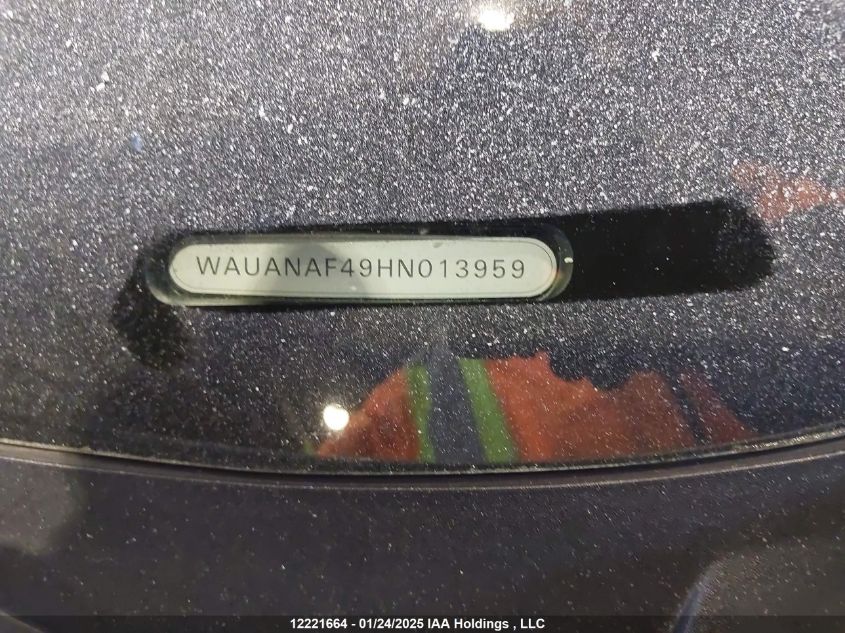 WAUANAF49HN013959
12221664 - 01/24/2025 IAA Holdings , LLC